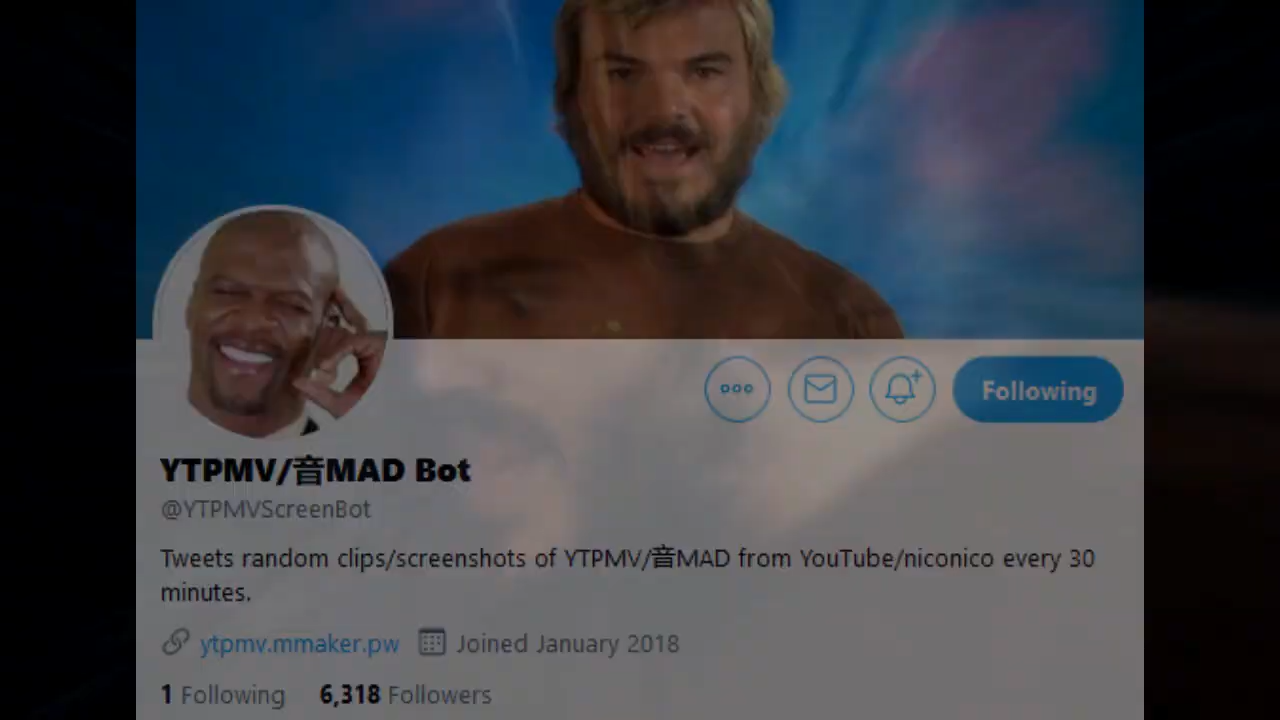 Following
YTPMV/音MAD Bot
@YTPMVScreenBot
Tweets random clips/screenshots of YTPMV/音MAD from YouTube/niconico every 30
minutes.
ytpmv.mmaker.pw Joined January 2018
1 Following 6,318 Followers